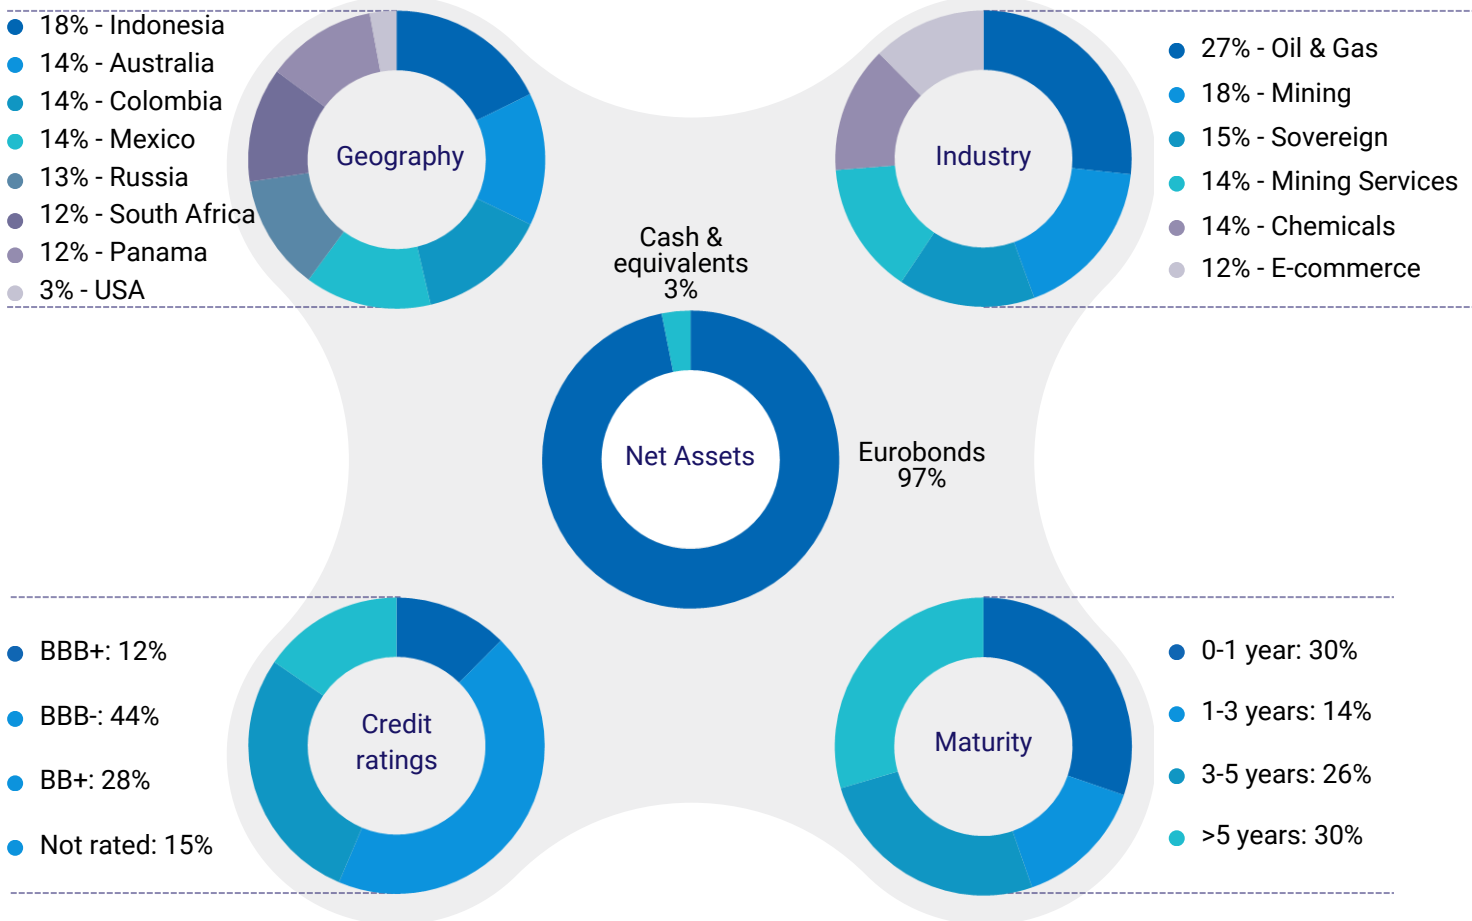 18% - Indonesia
14% - Australia
14% - Colombia
14% - Mexico
13% - Russia
12% - South Africa
12% - Panama
3% - USA
Geography
Industry
27% - Oil & Gas
18% - Mining
15% - Sovereign
14% - Mining Services
14% - Chemicals
12% - E-commerce
Cash &
equivalents
3%
Net Assets
Eurobonds
97%
BBB+: 12%
BBB-: 44%
BB+: 28%
Not rated: 15%
Credit
ratings
Maturity
0-1 year: 30%
1-3 years: 14%
3-5 years: 26%
>5 years: 30%